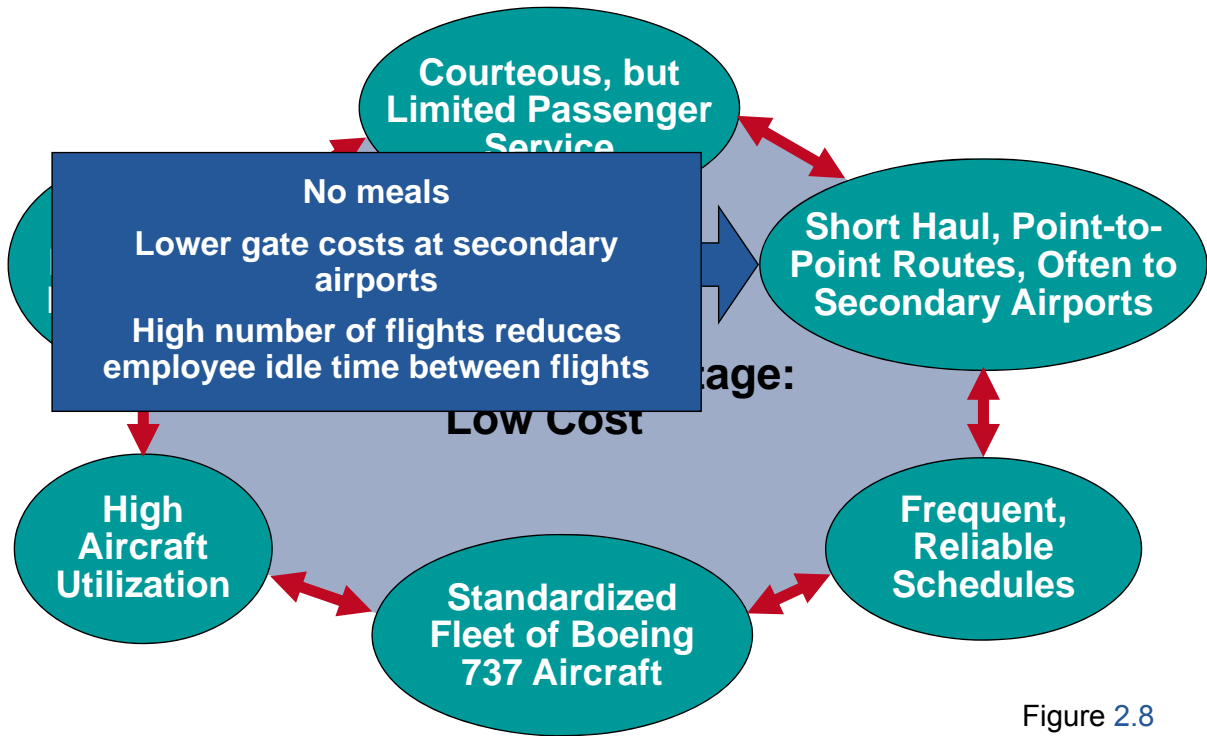 Courteous, but
Limited Passenger
Service
No meals
Lower gate costs at secondary
airports
High number of flights reduces
employee idle time between flights
Short Haul, Point-to-
Point Routes, Often to
Secondary Airports
tage:
Low Cost
High
Aircraft
Utilization
Frequent,
Reliable
Schedules
Standardized
Fleet of Boeing
737 Aircraft
Figure 2.8